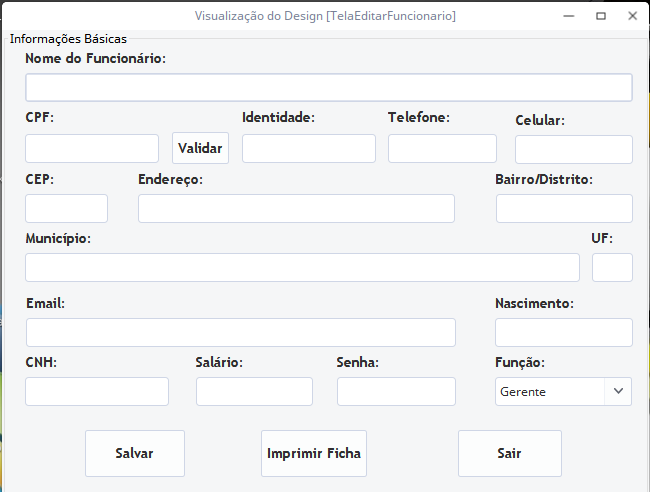 Visualização do Design [TelaEditarFuncionario]
Informações Básicas
Nome do Funcionário:
CPF: Identidade: Telefone: Celular:
Validar
CEP: Endereço: Bairro/Distrito:
Município: UF:
Email: Nascimento:
CNH: Salário: Senha: Função:
Gerente
Salvar Imprimir Ficha Sair